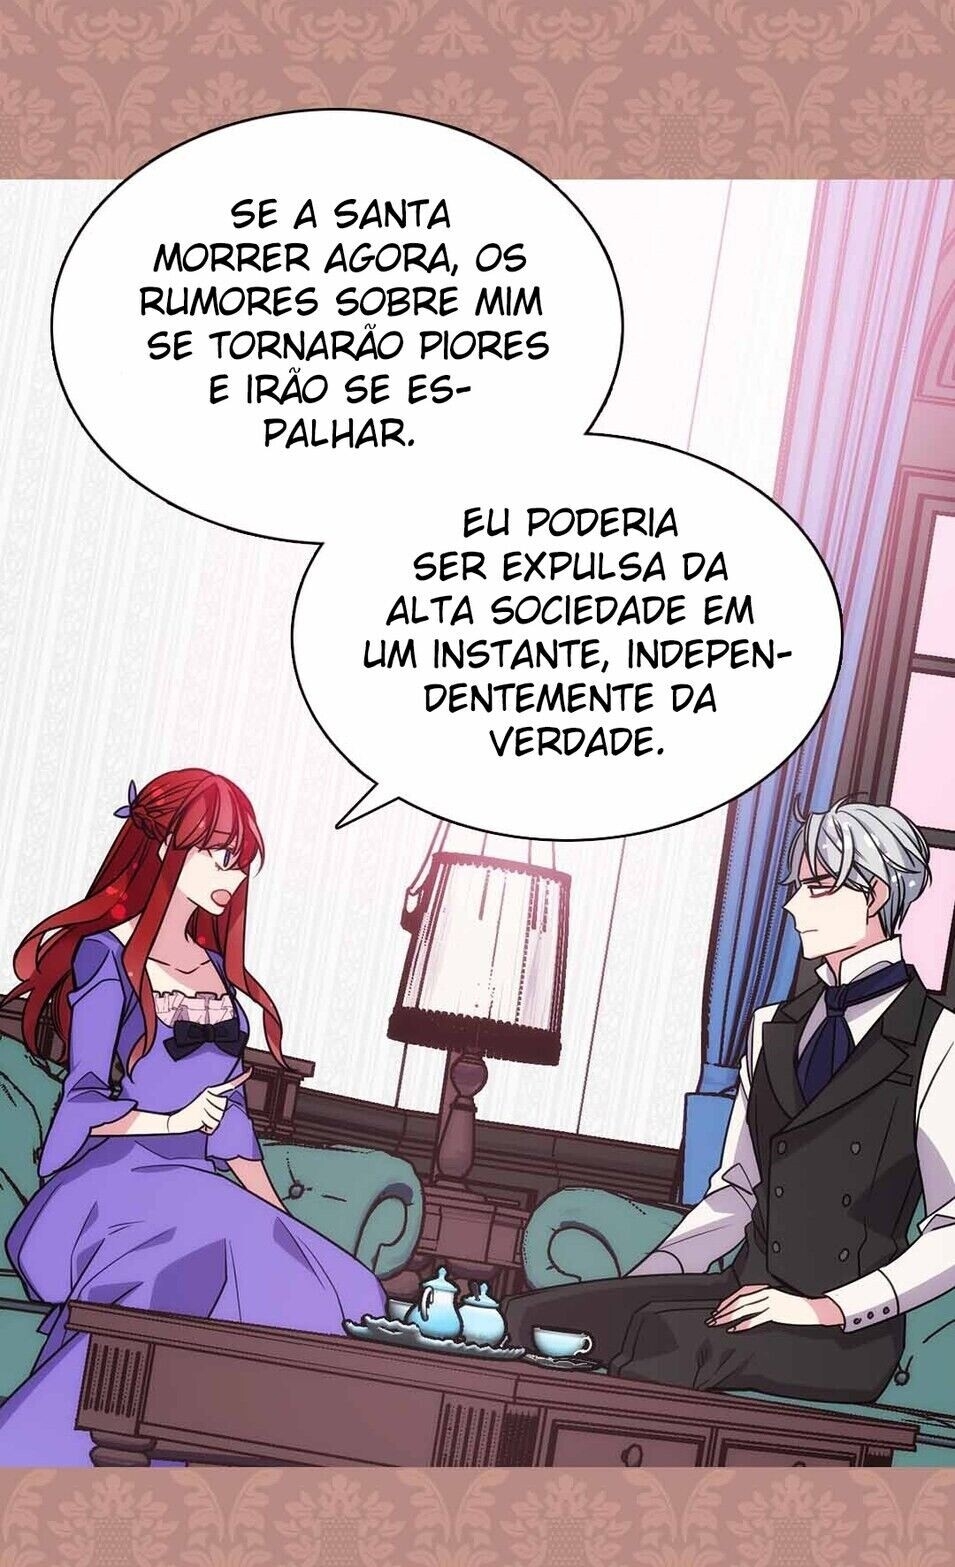 SE A SANTA
MORRER AGORA, OS
RUMORES SOBRE MIM
SE TORNARÃO PIORES
E IRÃO SE ES-
PALHAR.
EU PODERIA
SER EXPULSA DA
ALTA SOCIEDADE EM
UM INSTANTE, INDEPEN-
DENTEMENTE DA
VERDADE.